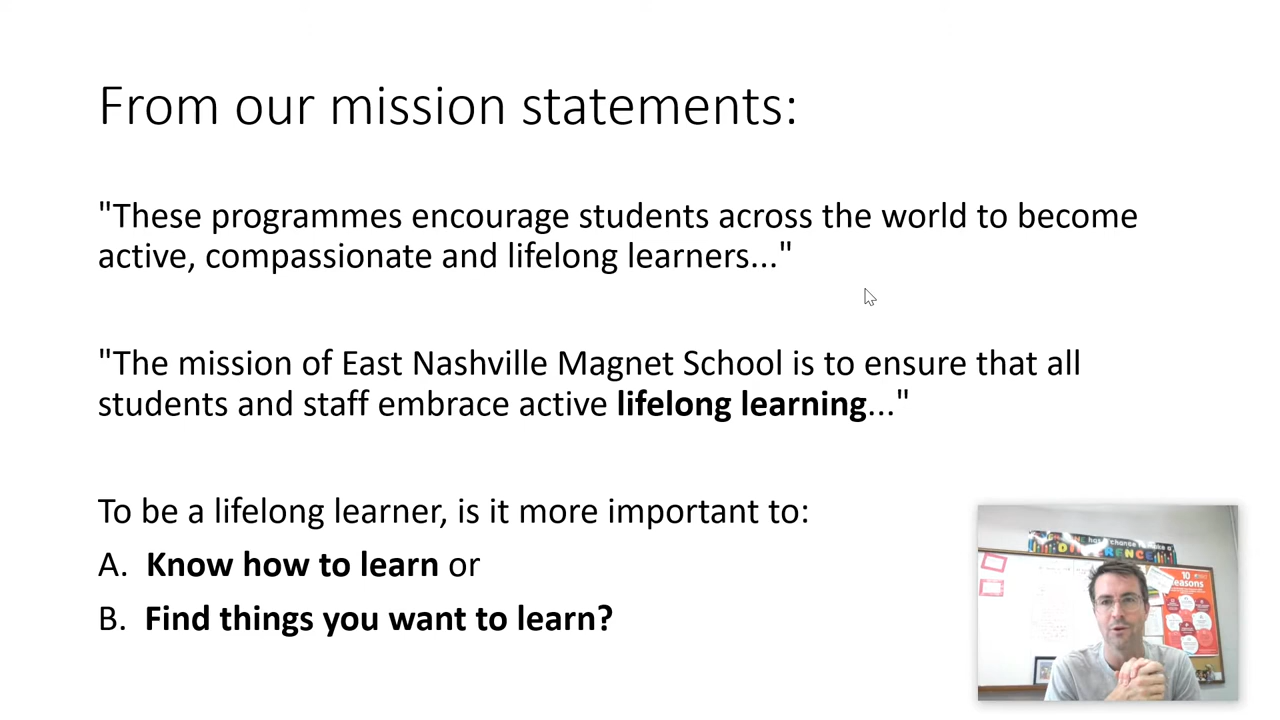 From our mission statements:
"These programmes encourage students across the world to become
active, compassionate and lifelong learners..."
"The mission of East Nashville Magnet School is to ensure that all
students and staff embrace active lifelong learning..."
To be a lifelong learner, is it more important to:
A. Know how to learn or
B. Find things you want to learn?
10